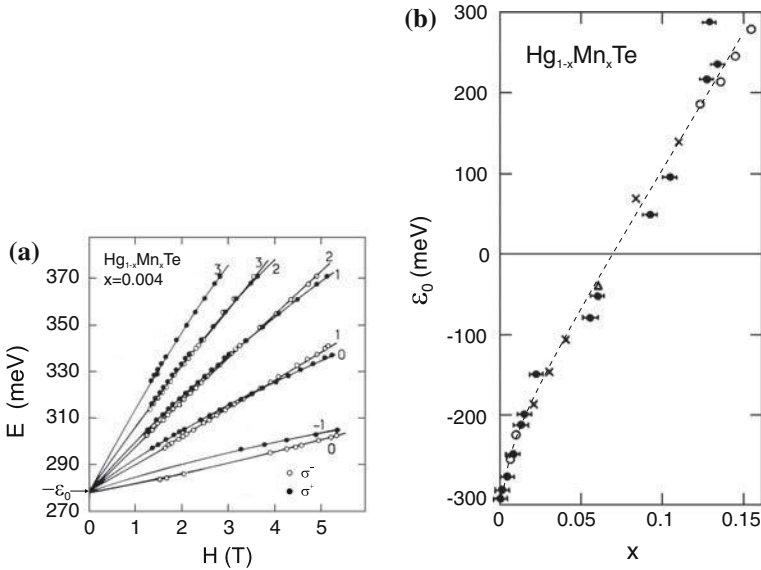 (a)
Hg1-xMnxTe
x=0.004
E (meV)
370
350
330
310
290
270
−ε0
0
1
2
3
4
5
H (T)
3
3
2
2
1
1
0
−1
0
σ−
σ+
(b)
Hg1-xMnxTe
ε0 (meV)
300
200
100
0
-100
-200
-300
0
0.05
0.1
0.15
x